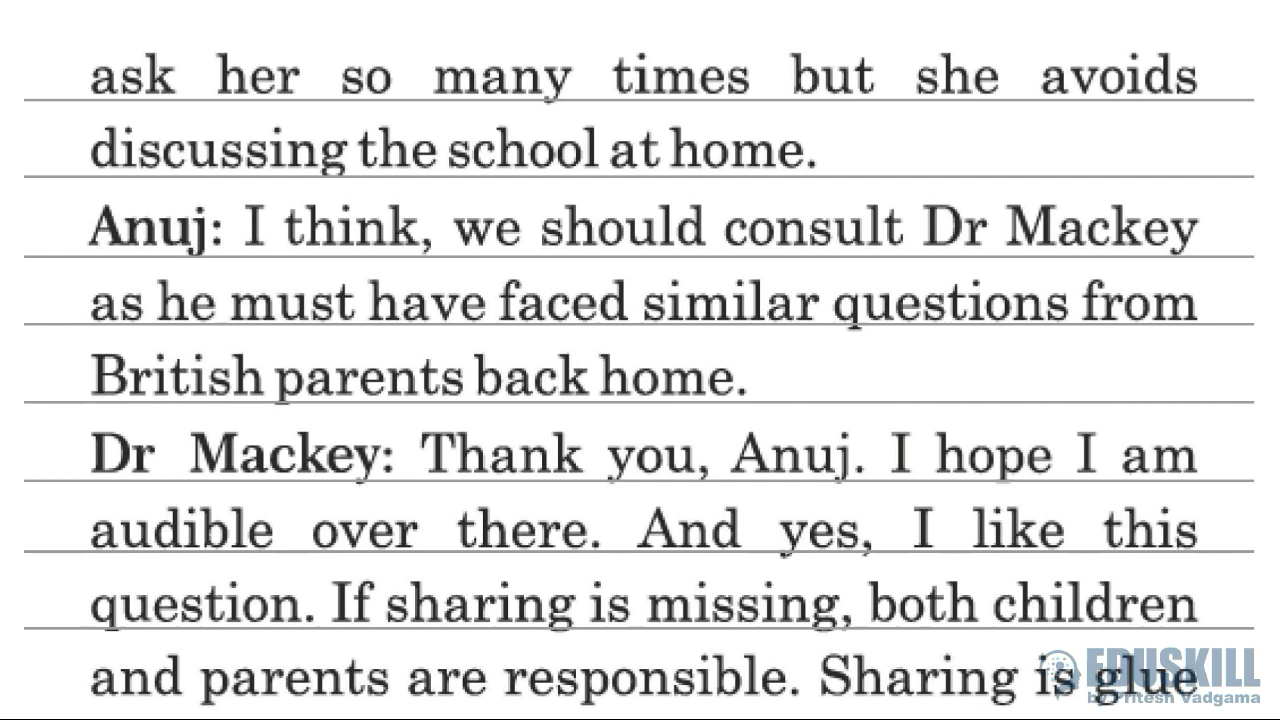 ask her so many times but she avoids
discussing the school at home.
Anuj: I think, we should consult Dr Mackey
as he must have faced similar questions from
British parents back home.
Dr Mackey: Thank you, Anuj. I hope I am
audible over there. And yes, I like this
question. If sharing is missing, both children
and parents are responsible. Sharing is glue
EDUSKILL
by Pritesh Vadgama